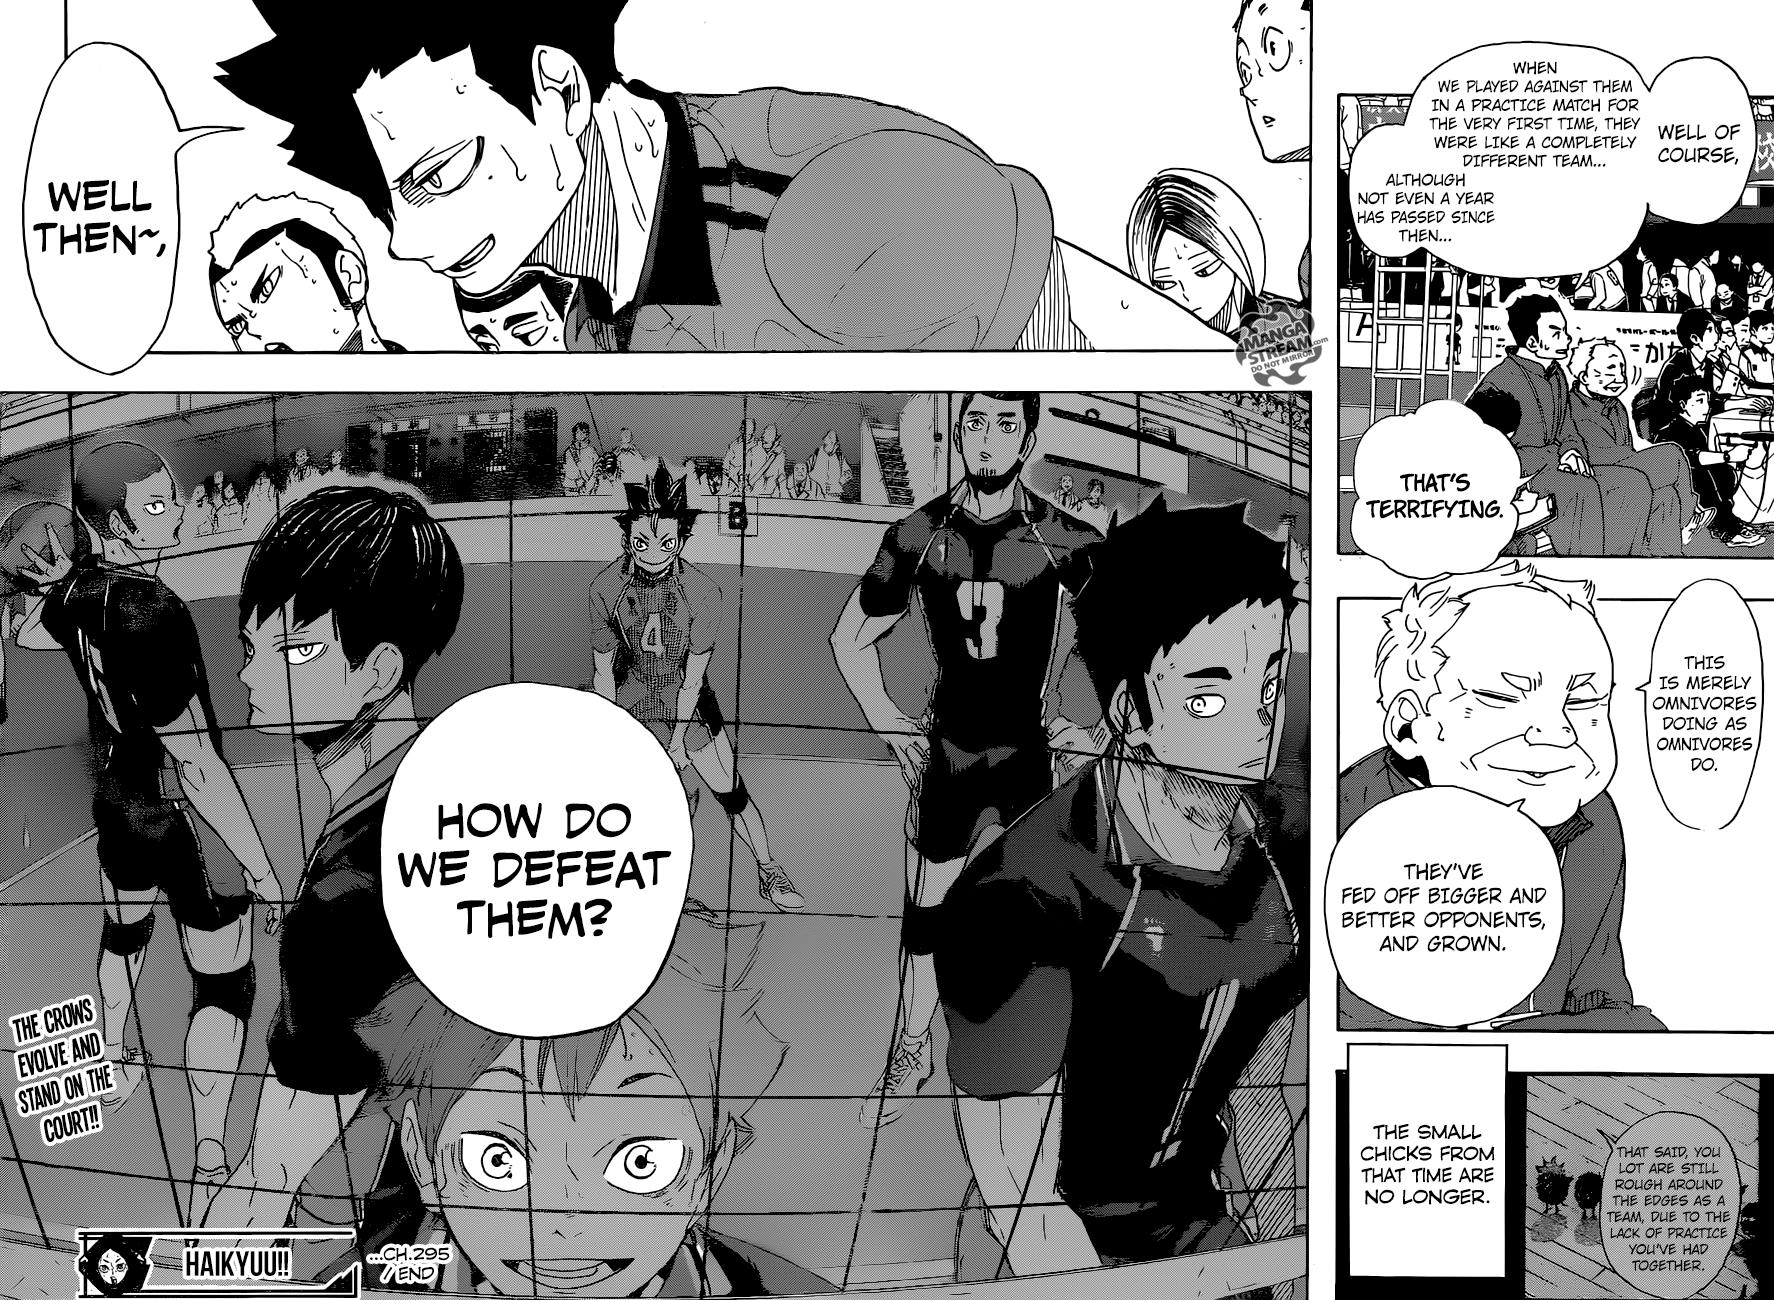 WELL OF
COURSE,
WHEN
WE PLAYED AGAINST THEM
IN A PRACTICE MATCH FOR
THE VERY FIRST TIME, THEY
WERE LIKE A COMPLETELY
DIFFERENT TEAM...
ALTHOUGH
NOT EVEN A YEAR
HAS PASSED SINCE
THEN...
THAT'S
TERRIFYING.
THIS
IS MERELY
OMNIVORES
DOING AS
OMNIVORES
DO.
THEY'VE
FED OFF BIGGER AND
BETTER OPPONENTS,
AND GROWN.
THAT SAID, YOU
LOT ARE STILL
ROUGH AROUND
THE EDGES AS A
TEAM, DUE TO THE
LACK OF PRACTICE
YOU'VE HAD
TOGETHER.
THE SMALL
CHICKS FROM
THAT TIME ARE
NO LONGER.
MANGA
STREAM.com
DO NOT MIRROR
WELL
THEN~,
B
4
3
HOW DO
WE DEFEAT
THEM?
THE CROWS
EVOLVE AND
STAND ON THE
COURT!!
HAIKYUU!!
...CH.295
/ END